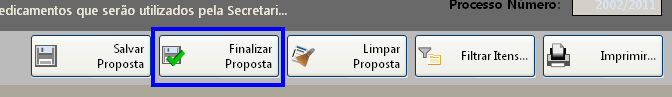 edicamentos que serão utilizados pela Secretari...
Processo Número: 2002/2011
Salvar Proposta
Finalizar Proposta
Limpar Proposta
Filtrar Itens...
Imprimir...